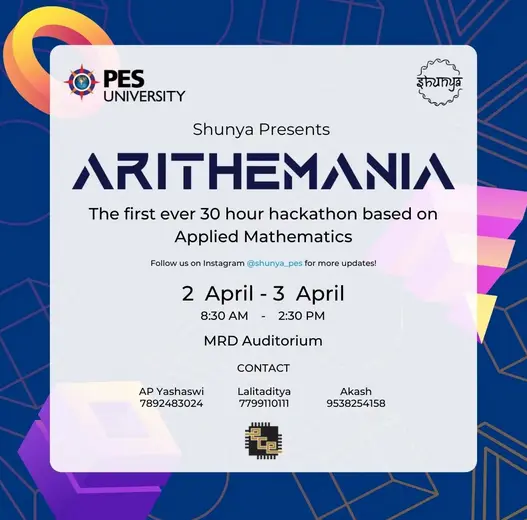 PES
UNIVERSITY
shunya
Shunya Presents
ARITHEMANIA
The first ever 30 hour hackathon based on
Applied Mathematics
Follow us on Instagram @shunya_pes for more updates!
2 April - 3 April
8:30 AM - 2:30 PM
MRD Auditorium
CONTACT
AP Yashaswi Lalitaditya Akash
7892483024 7799110111 9538254158